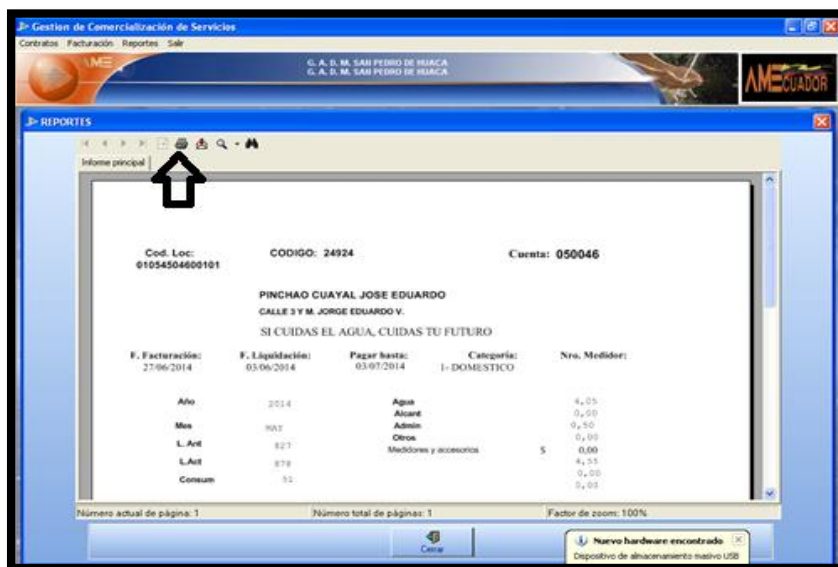 Gestion de Comercialización de Servicios
Contratos Facturación Reportes Salir
AME
G. A. D. M. SAN PEDRO DE HUACA
G. A. D. M. SAN PEDRO DE HUACA
AMECUADOR
REPORTES
Informe principal
Cod. Loc: CODIGO: 24924 Cuenta: 050046
01054504600101
PINCHAO CUAYAL JOSE EDUARDO
CALLE 3 Y M. JORGE EDUARDO V.
SI CUIDAS EL AGUA, CUIDAS TU FUTURO
F. Facturación: F. Liquidación: Pagar hasta: Categoría: Nro. Medidor:
27/06/2014 03/06/2014 03/07/2014 1- DOMESTICO
Año 2014 Agua 4,05
Alcant 0,00
Mes MAY Admin 0,50
Otros 0,00
L. Ant 827 Medidores y accesorios $ 0,00
L.Act 878 4,55
0,00
Consum 51 0,00
Número actual de página: 1 Número total de páginas: 1 Factor de zoom: 100%
Cerrar
Nuevo hardware encontrado
Dispositivo de almacenamiento masivo USB